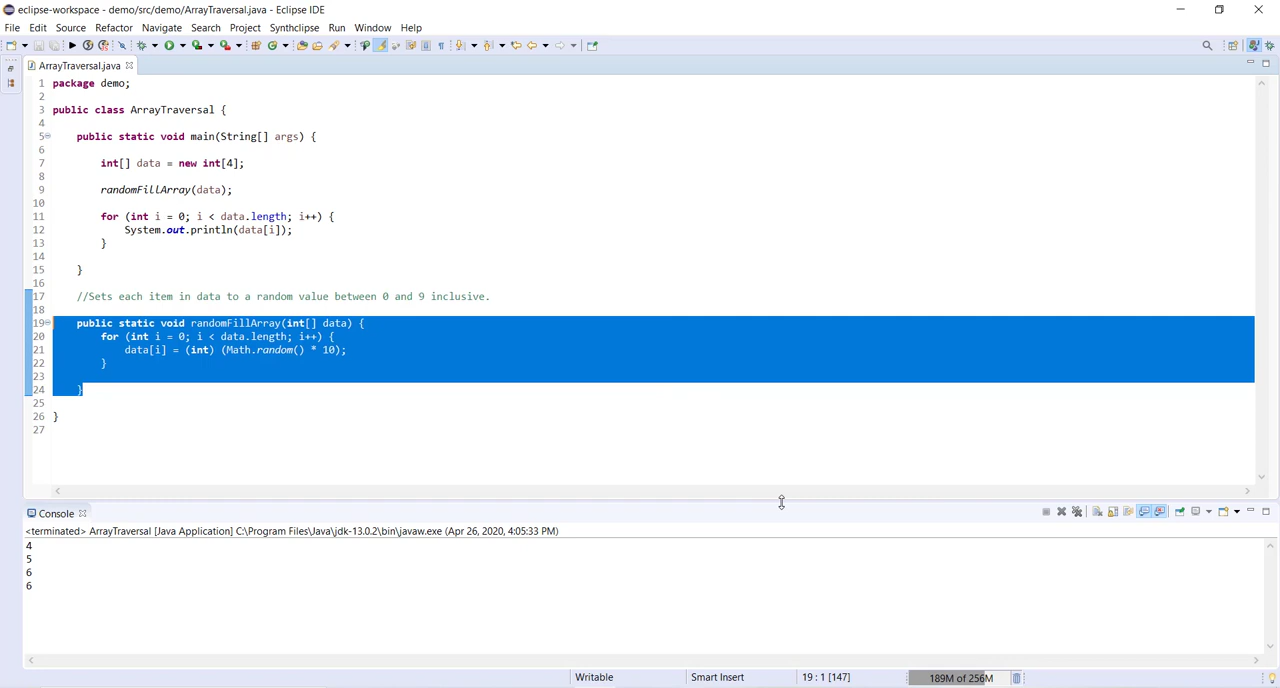 eclipse-workspace - demo/src/demo/ArrayTraversal.java - Eclipse IDE
File Edit Source Refactor Navigate Search Project Synthclipse Run Window Help
ArrayTraversal.java
1 package demo;
2
3 public class ArrayTraversal {
4
5 public static void main(String[] args) {
6
7 int[] data = new int[4];
8
9 randomFillArray(data);
10
11 for (int i = 0; i < data.length; i++) {
12 System.out.println(data[i]);
13 }
14
15 }
16
17 //Sets each item in data to a random value between 0 and 9 inclusive.
18
19 public static void randomFillArray(int[] data) {
20 for (int i = 0; i < data.length; i++) {
21 data[i] = (int) (Math.random() * 10);
22 }
23
24 }
25
26 }
27
Console
<terminated> ArrayTraversal [Java Application] C:\Program Files\Java\jdk-13.0.2\bin\javaw.exe (Apr 26, 2020, 4:05:33 PM)
4
5
6
6
Writable Smart Insert 19 : 1 [147] 189M of 256M